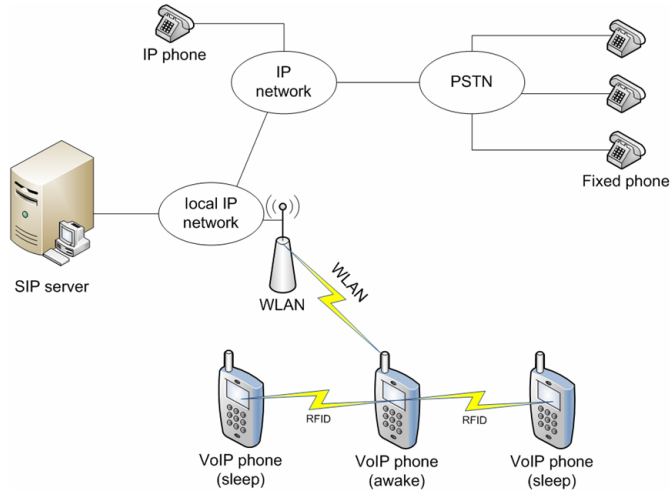 IP phone
IP
network
PSTN
Fixed phone
local IP
network
SIP server
WLAN
WLAN
RFID
RFID
VoIP phone
(sleep)
VoIP phone
(awake)
VoIP phone
(sleep)